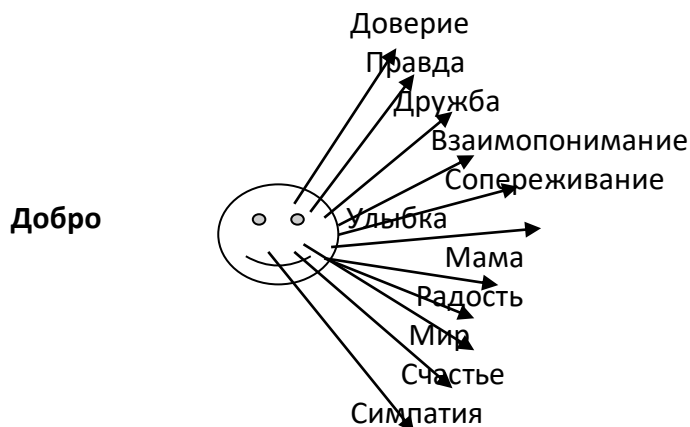 Доверие
Правда
Дружба
Взаимопонимание
Сопереживание
Добро
Улыбка
Мама
Радость
Мир
Счастье
Симпатия